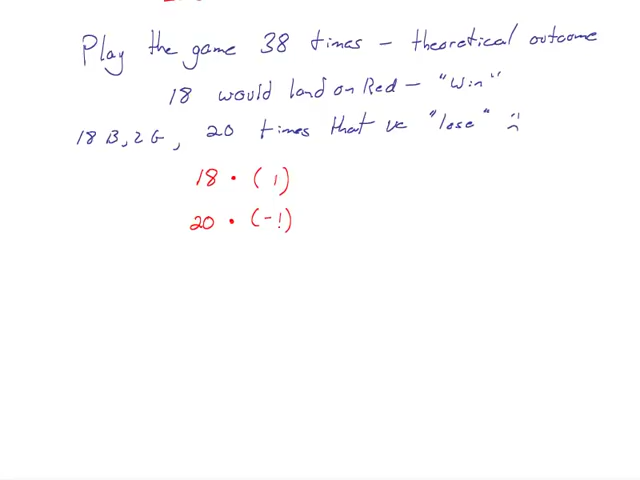 Play the game 38 times – theoretical outcome
18 would land on Red – "Win"
18 B, 2 G, 20 times that we "lose" :(
18 · (1)
20 · (-1)